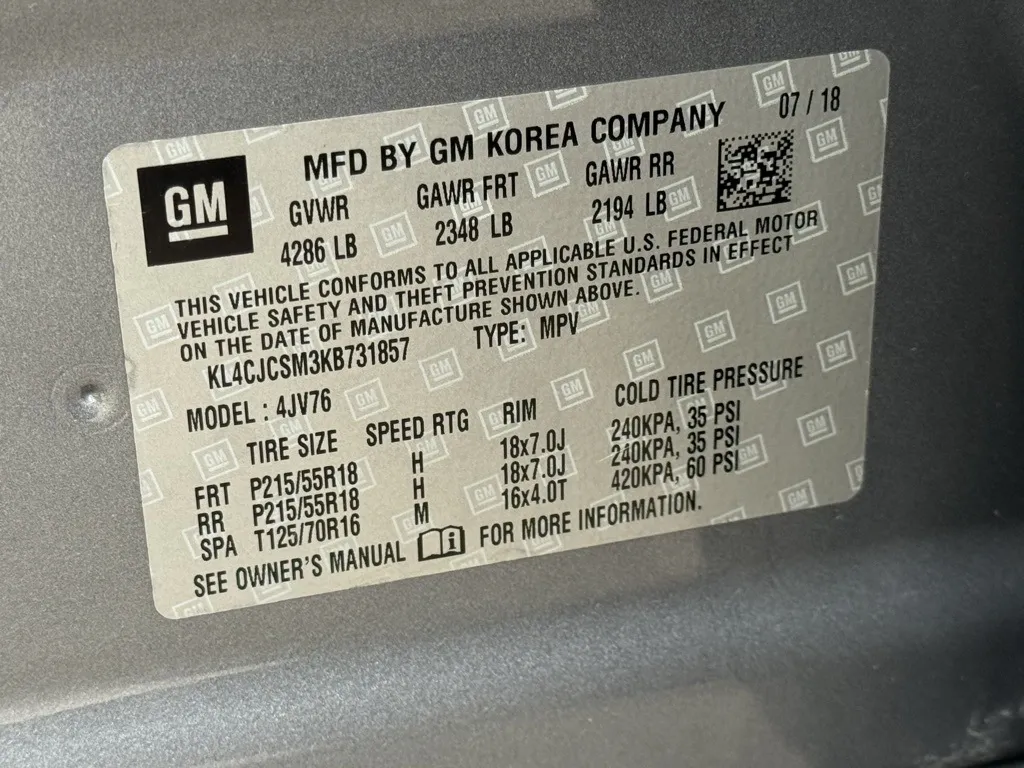 07 / 18
GM
MFD BY GM KOREA COMPANY
GVWR GAWR FRT GAWR RR
4286 LB 2348 LB 2194 LB
THIS VEHICLE CONFORMS TO ALL APPLICABLE U.S. FEDERAL MOTOR
VEHICLE SAFETY AND THEFT PREVENTION STANDARDS IN EFFECT
ON THE DATE OF MANUFACTURE SHOWN ABOVE.
KL4CJCSM3KB731857 TYPE: MPV
MODEL : 4JV76
TIRE SIZE SPEED RTG RIM COLD TIRE PRESSURE
FRT P215/55R18 H 18x7.0J 240KPA, 35 PSI
RR P215/55R18 H 18x7.0J 240KPA, 35 PSI
SPA T125/70R16 M 16x4.0T 420KPA, 60 PSI
SEE OWNER'S MANUAL i FOR MORE INFORMATION.